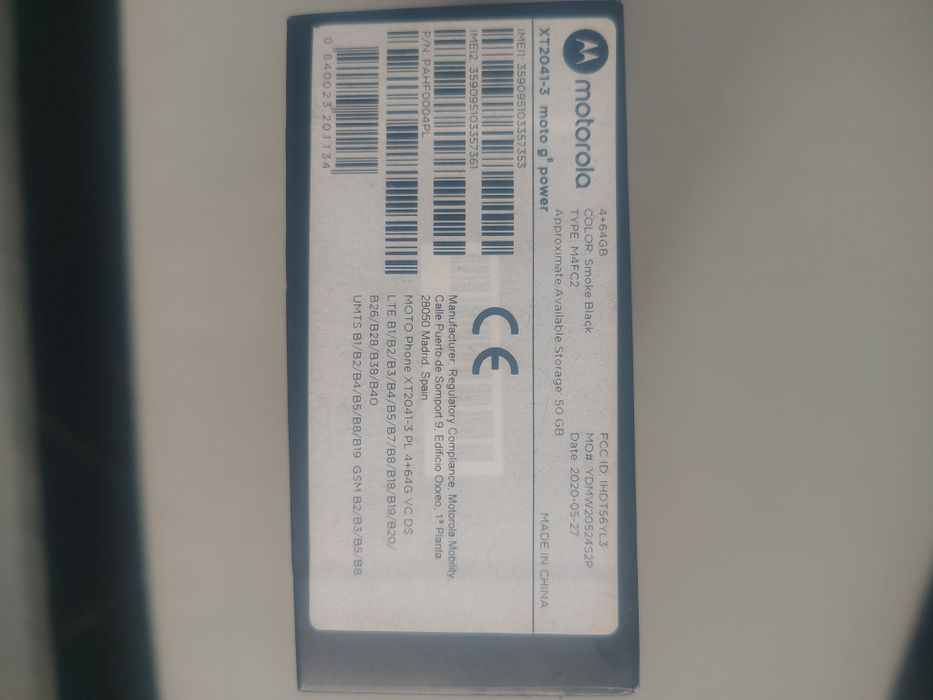 motorola
4+64GB
COLOR: Smoke Black
TYPE: M4FC2
FCC ID: IHDT56YL3
MO#: YDMW20524S2P
Date: 2020-05-27
XT2041-3 moto g⁸ power
Approximate Available Storage: 50 GB
MADE IN CHINA
IMEI1: 359095103357353
IMEI2: 359095103357361
P/N: PAHF0004PL
0 840023 201134
CE
Manufacturer: Regulatory Compliance, Motorola Mobility,
Calle Puerto de Somport 9, Edificio Oxxeo, 1ª Planta
28050 Madrid Spain
MOTO Phone XT2041-3 PL 4+64G VC DS
LTE B1/B2/B3/B4/B5/B7/B8/B18/B19/B20/
B26/B28/B38/B40
UMTS B1/B2/B4/B5/B8/B19 GSM B2/B3/B5/B8